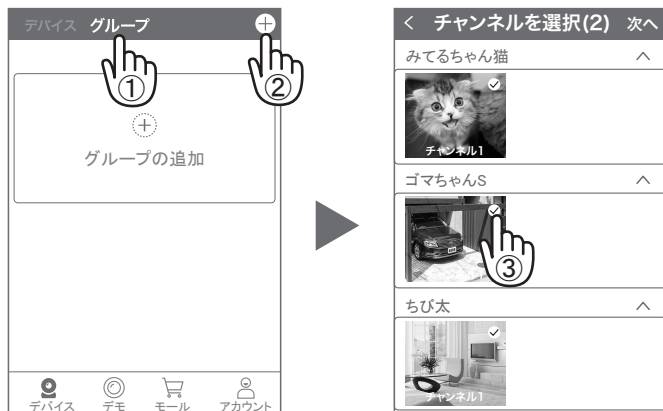 デバイス グループ
①
②
グループの追加
デバイス デモ モール アカウント
チャンネルを選択(2) 次へ
みてるちゃん猫
チャンネル1
ゴマちゃんS
③
ちび太
チャンネル1